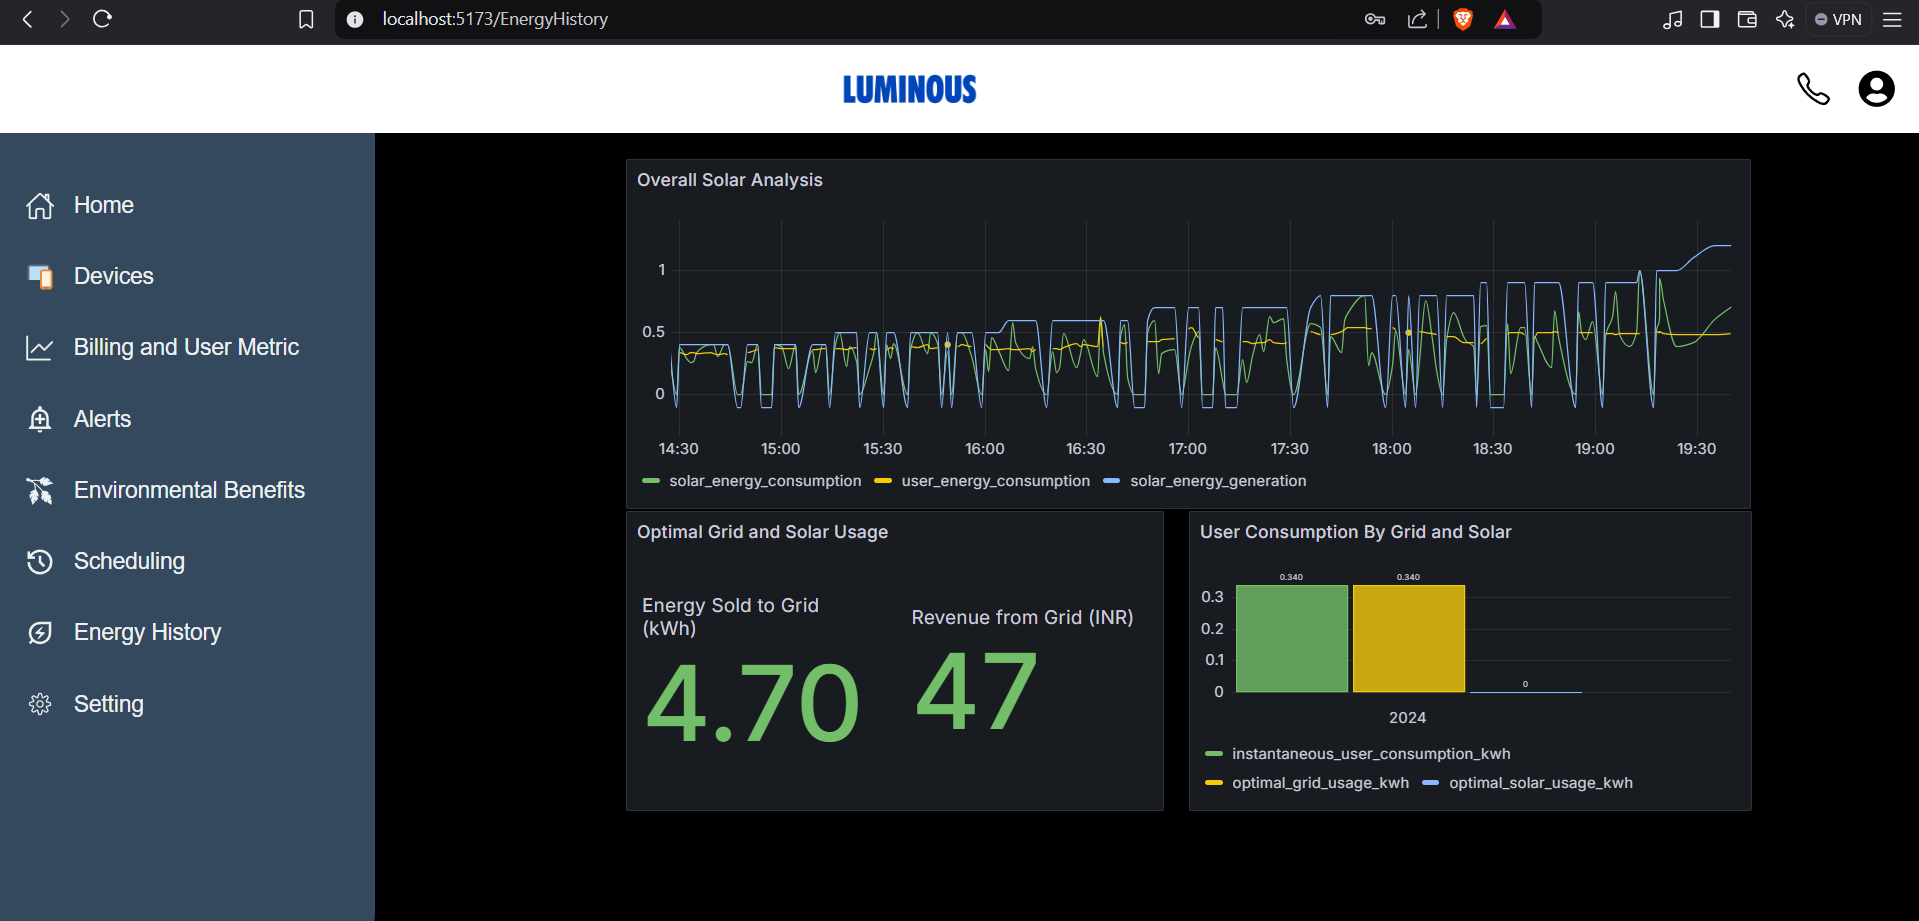 localhost:5173/EnergyHistory
VPN
LUMINOUS
Home
Devices
Billing and User Metric
Alerts
Environmental Benefits
Scheduling
Energy History
Setting
Overall Solar Analysis
1
0.5
0
14:30 15:00 15:30 16:00 16:30 17:00 17:30 18:00 18:30 19:00 19:30
solar_energy_consumption user_energy_consumption solar_energy_generation
Optimal Grid and Solar Usage
Energy Sold to Grid
(kWh)
4.70
Revenue from Grid (INR)
47
User Consumption By Grid and Solar
0.340 0.340
0.3
0.2
0.1
0
0
2024
instantaneous_user_consumption_kwh
optimal_grid_usage_kwh optimal_solar_usage_kwh